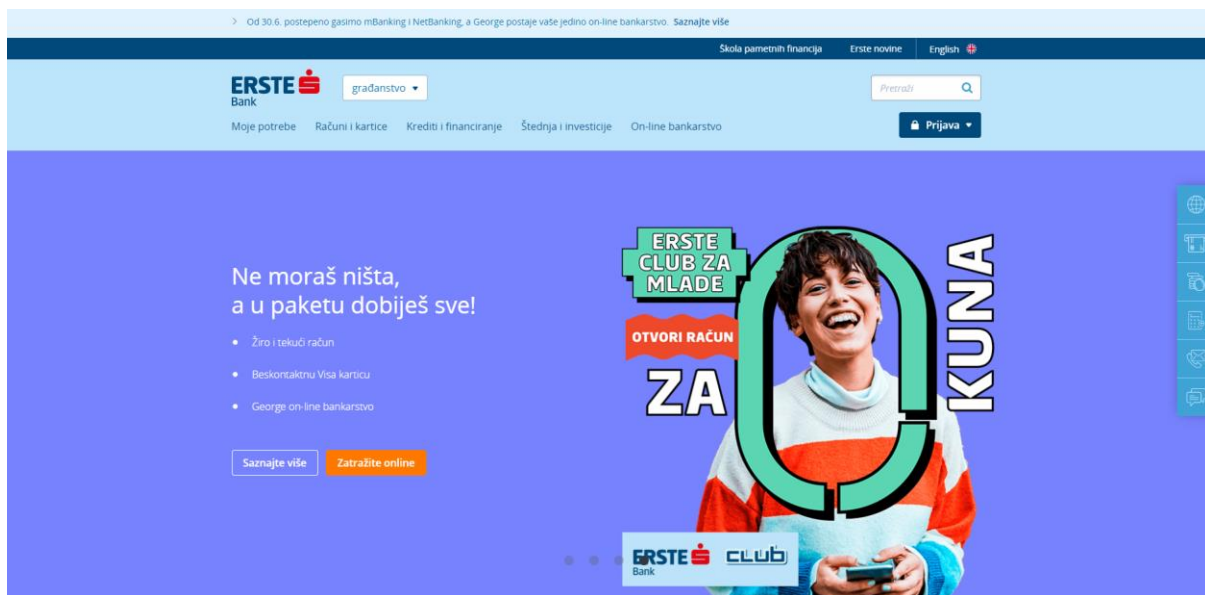 Od 30.6. postepeno gasimo mBanking i NetBanking, a George postaje vaše jedino on-line bankarstvo. Saznajte više
Škola pametnih financija Erste novine English
ERSTE
Bank
građanstvo
Pretraži
Moje potrebe Računi i kartice Krediti i financiranje Štednja i investicije On-line bankarstvo
Prijava
Ne moraš ništa,
a u paketu dobiješ sve!
Žiro i tekući račun
Beskontaktnu Visa karticu
George on-line bankarstvo
Saznajte više
Zatražite online
ERSTE
CLUB ZA
MLADE
OTVORI RAČUN
ZA
0
KUNA
ERSTE
Bank
CLUb